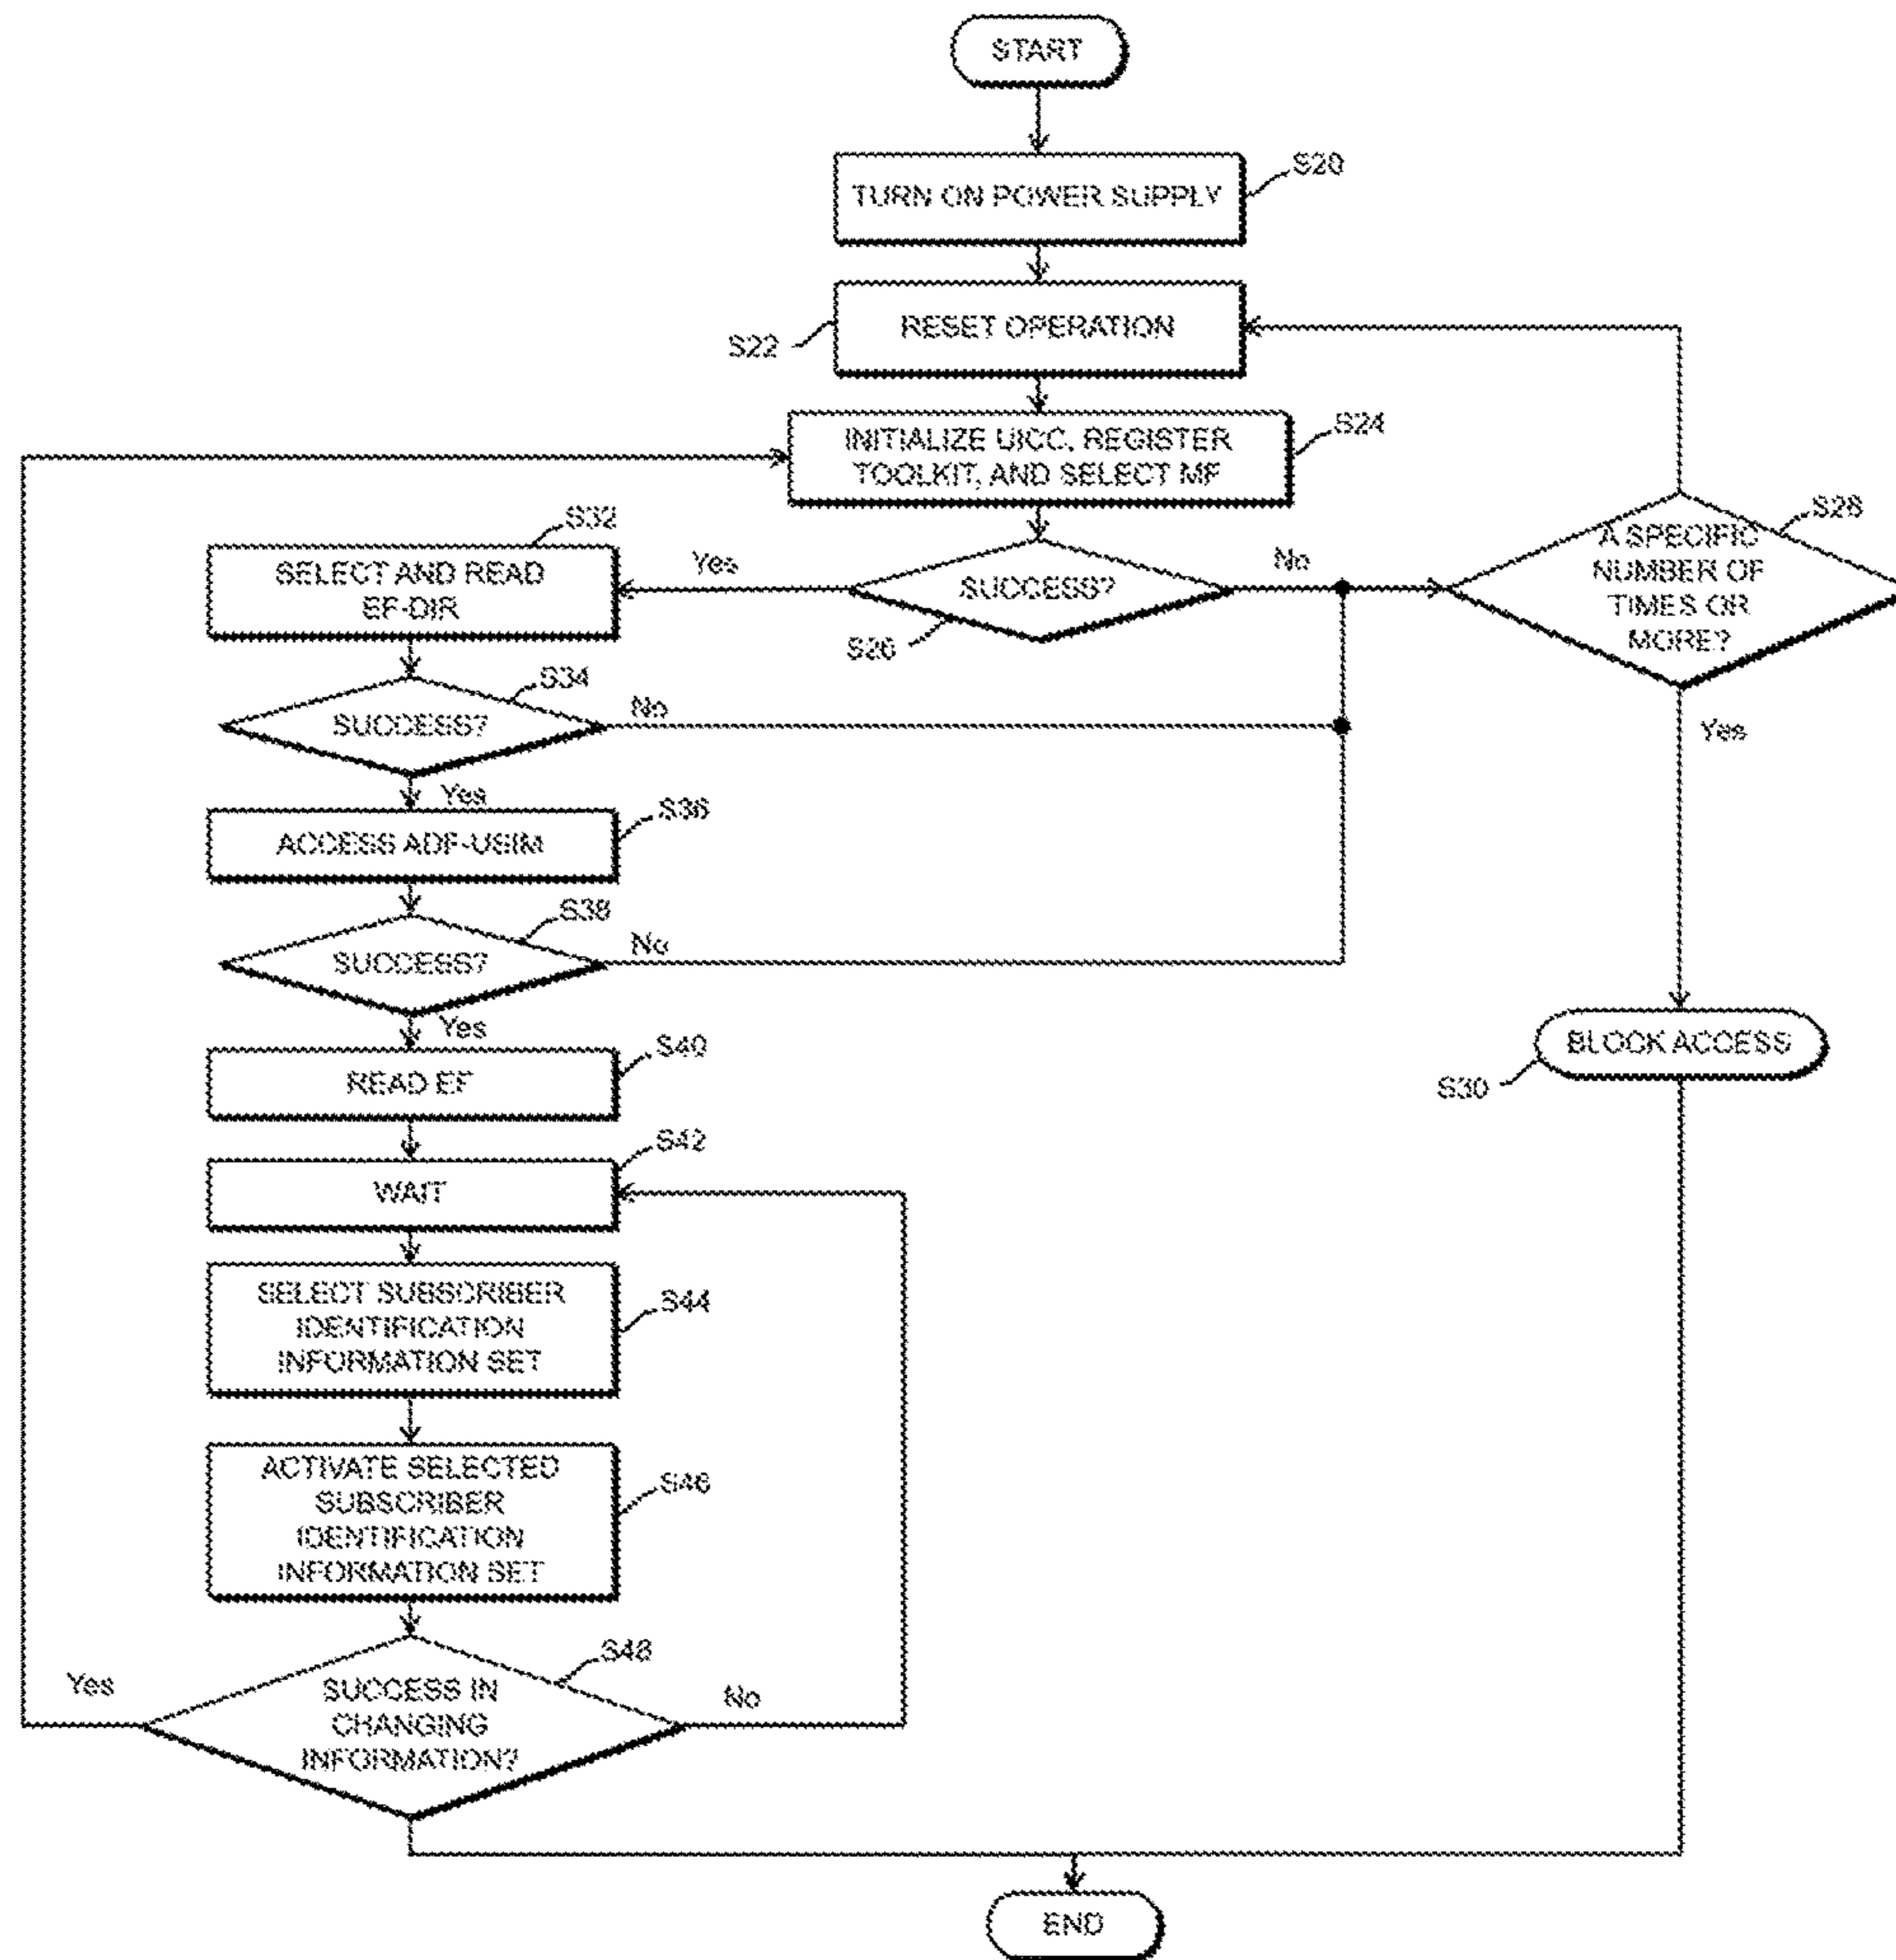 START
TURN ON POWER SUPPLY
S20
RESET OPERATION
S22
INITIALIZE UICC, REGISTER
TOOLKIT, AND SELECT MF
S24
SUCCESS?
S26
Yes
No
A SPECIFIC
NUMBER OF
TIMES OR
MORE?
S28
Yes
BLOCK ACCESS
S30
SELECT AND READ
EF-DIR
S32
SUCCESS?
S34
No
Yes
ACCESS ADF-USIM
S36
SUCCESS?
S38
No
Yes
READ EF
S40
WAIT
S42
SELECT SUBSCRIBER
IDENTIFICATION
INFORMATION SET
S44
ACTIVATE SELECTED
SUBSCRIBER
IDENTIFICATION
INFORMATION SET
S46
SUCCESS IN
CHANGING
INFORMATION?
S48
Yes
No
END